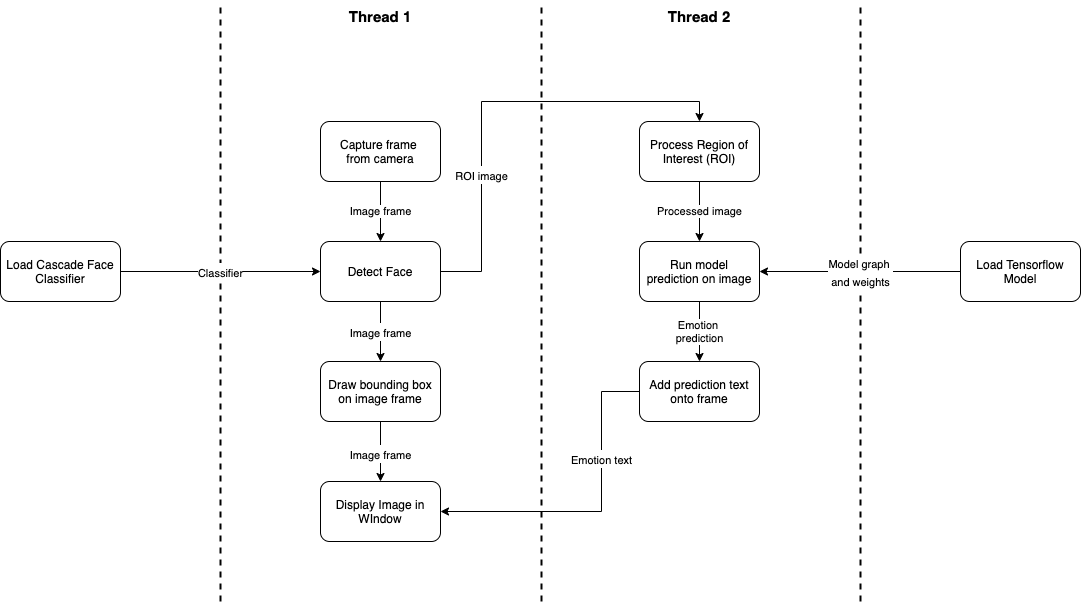 Thread 1
Thread 2
Capture frame
from camera
Process Region of
Interest (ROI)
ROI image
Image frame
Processed image
Load Cascade Face
Classifier
Classifier
Detect Face
Run model
prediction on image
Model graph
and weights
Load Tensorflow
Model
Image frame
Emotion
prediction
Draw bounding box
on image frame
Add prediction text
onto frame
Image frame
Emotion text
Display Image in
WIndow